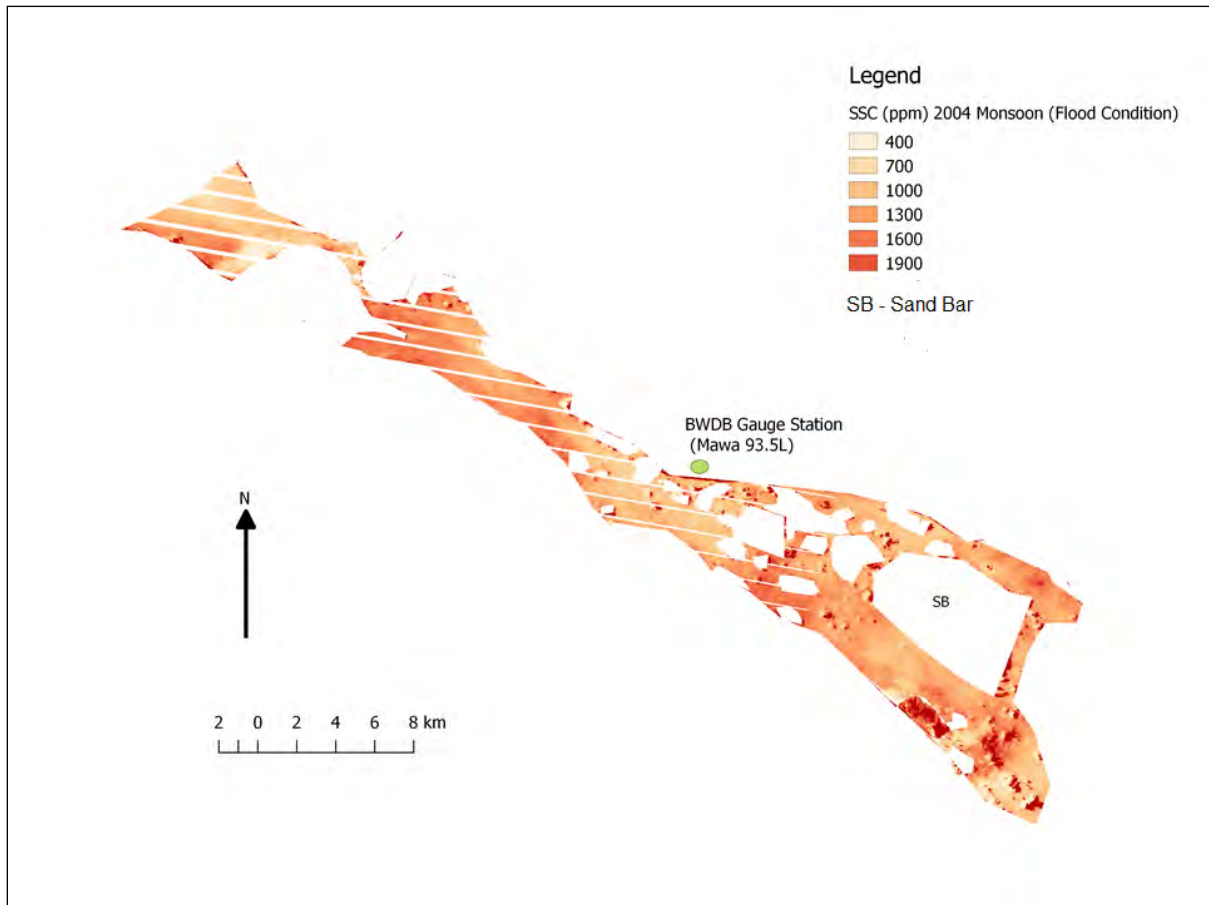 Legend
SSC (ppm) 2004 Monsoon (Flood Condition)
400
700
1000
1300
1600
1900
SB - Sand Bar
BWDB Gauge Station
(Mawa 93.5L)
N
SB
2 0 2 4 6 8 km